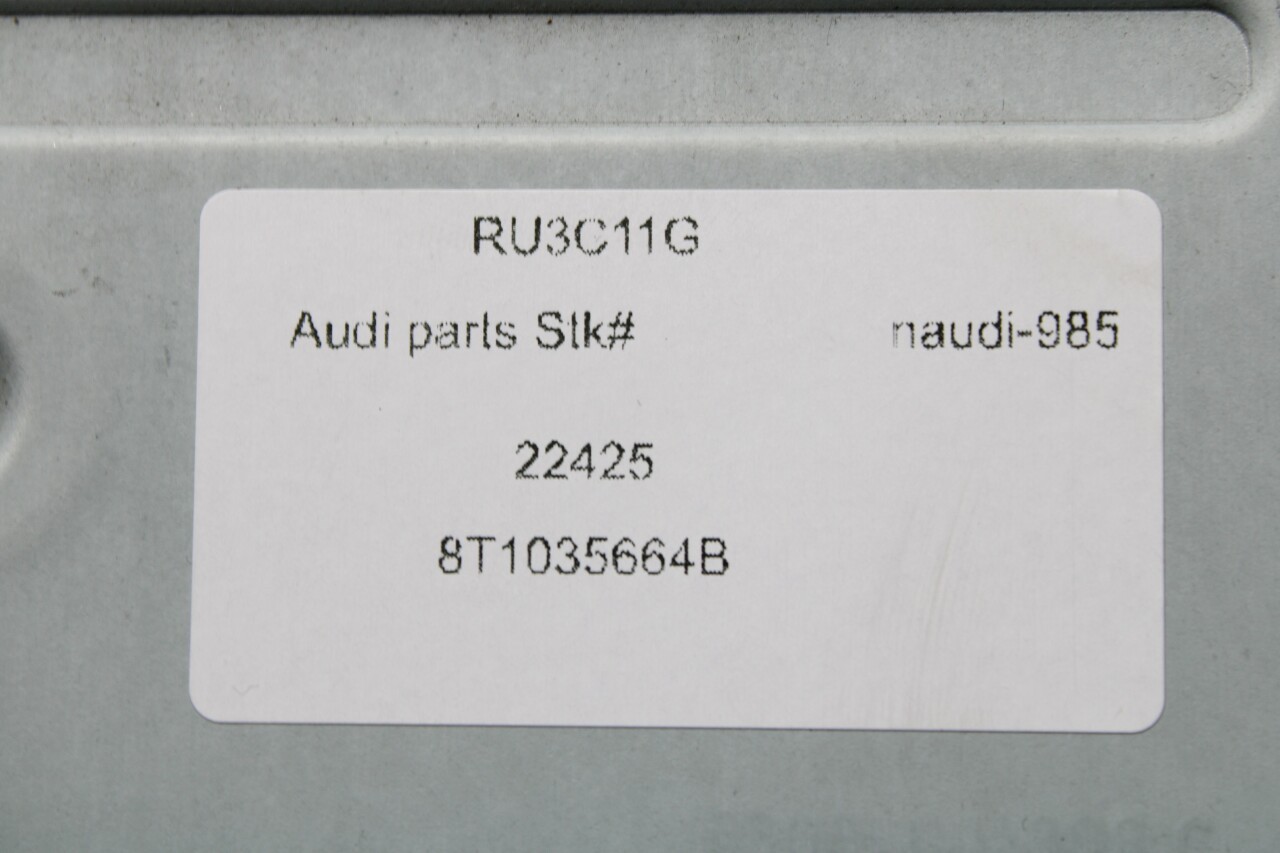 RU3C11G
Audi parts Stk# naudi-985
22425
8T1035664B